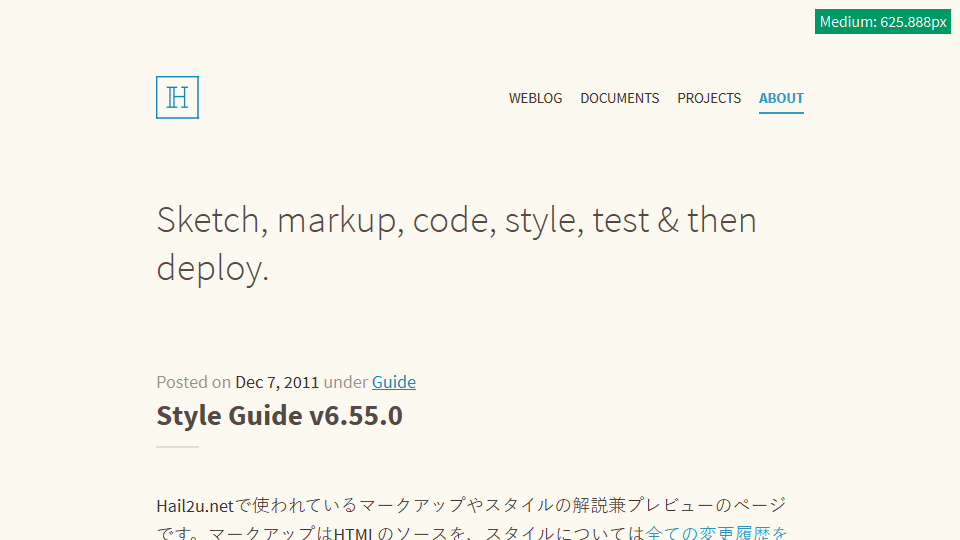 Medium: 625.888px
H
WEBLOG DOCUMENTS PROJECTS ABOUT
Sketch, markup, code, style, test & then
deploy.
Posted on Dec 7, 2011 under Guide
Style Guide v6.55.0
Hail2u.netで使われているマークアップやスタイルの解説兼プレビューのページ
です。マークアップはHTMLのソースを、スタイルについては全ての変更履歴を